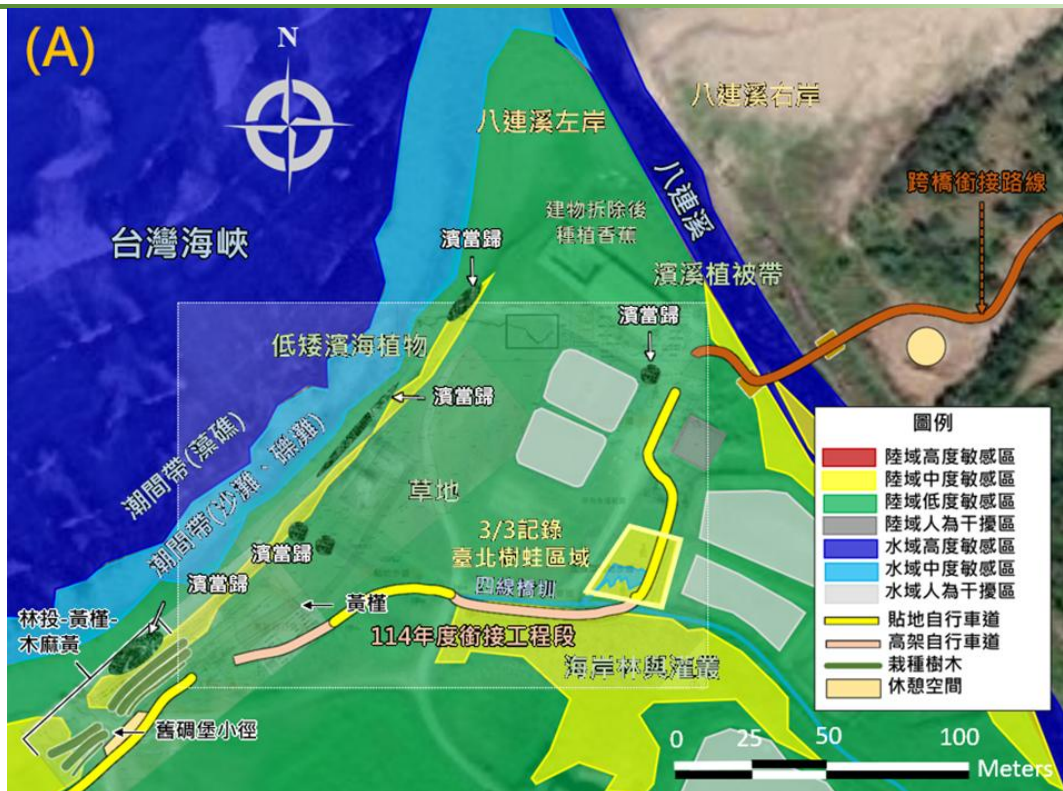 (A)
N
八連溪左岸
八連溪右岸
八連溪
跨橋銜接路線
建物拆除後
種植香蕉
台灣海峽
濱當歸
濱溪植被帶
濱當歸
低矮濱海植物
濱當歸
潮間帶(藻礁)
潮間帶(沙灘、礫灘)
草地
3/3記錄
臺北樹蛙區域
濱當歸
濱當歸
黃槿
林投-黃槿-
木麻黃
114年度銜接工程段
海岸林與灌叢
舊碉堡小徑
圖例
陸域高度敏感區
陸域中度敏感區
陸域低度敏感區
陸域人為干擾區
水域高度敏感區
水域中度敏感區
水域人為干擾區
貼地自行車道
高架自行車道
栽種樹木
休憩空間
0 25 50 100
Meters